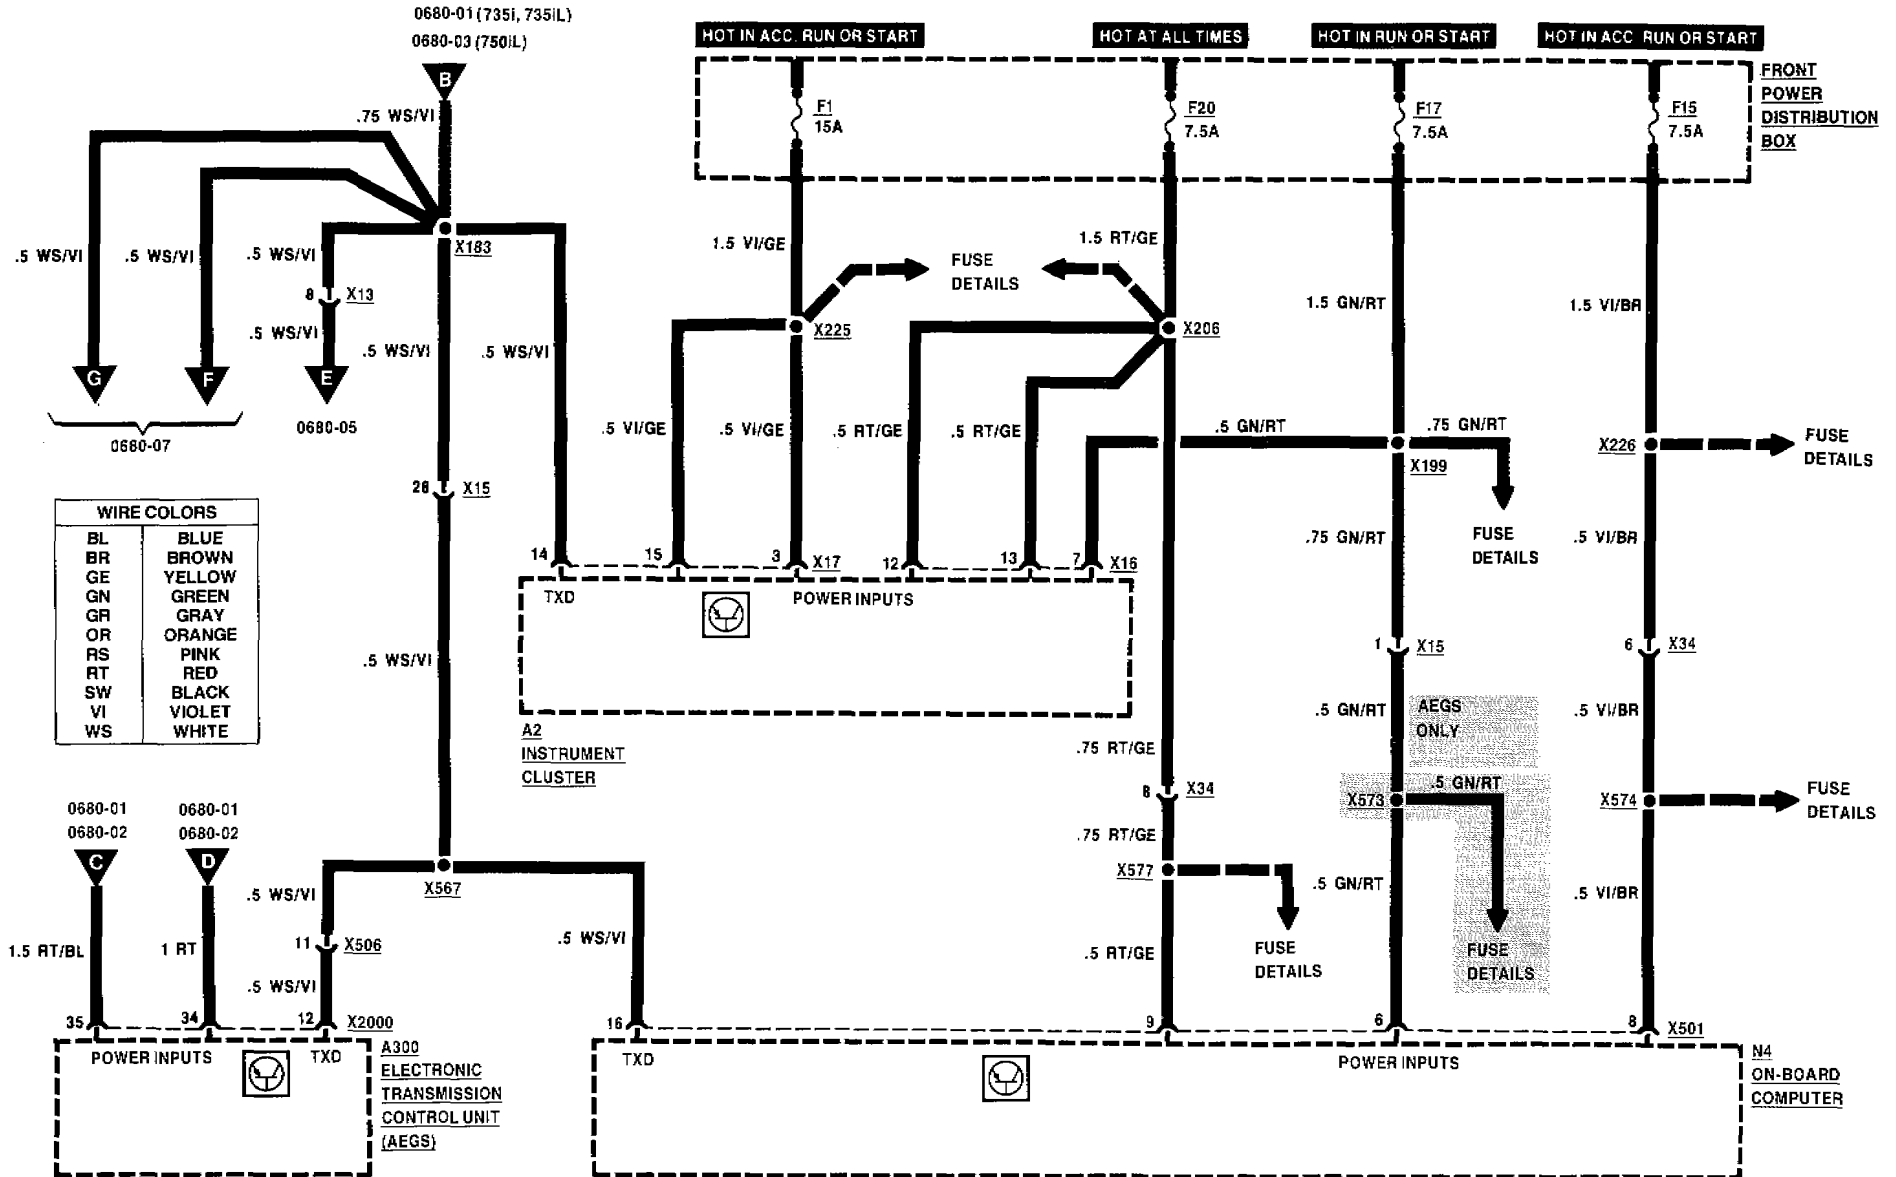 0680-01 (735i, 735iL)
0680-03 (750iL)
B
.75 WS/VI
.5 WS/VI
.5 WS/VI
.5 WS/VI
X183
8
X13
.5 WS/VI
.5 WS/VI
.5 WS/VI
G
F
E
0680-07
0680-05
26
X15
WIRE COLORS
BL BLUE
BR BROWN
GE YELLOW
GN GREEN
GR GRAY
OR ORANGE
RS PINK
RT RED
SW BLACK
VI VIOLET
WS WHITE
.5 WS/VI
HOT IN ACC. RUN OR START
HOT AT ALL TIMES
HOT IN RUN OR START
HOT IN ACC. RUN OR START
FRONT
POWER
DISTRIBUTION
BOX
F1
15A
F20
7.5A
F17
7.5A
F15
7.5A
1.5 VI/GE
FUSE
DETAILS
1.5 RT/GE
1.5 GN/RT
1.5 VI/BR
X225
X206
.5 VI/GE
.5 VI/GE
.5 RT/GE
.5 RT/GE
.5 GN/RT
.75 GN/RT
X199
X226
FUSE
DETAILS
.75 GN/RT
FUSE
DETAILS
.5 VI/BR
14
15
3
X17
12
13
7
X16
TXD
POWER INPUTS
A2
INSTRUMENT
CLUSTER
1
X15
6
X34
.5 GN/RT
AEGS
ONLY
.5 VI/BR
.75 RT/GE
8
X34
X573
.5 GN/RT
X574
FUSE
DETAILS
.75 RT/GE
X577
.5 GN/RT
.5 VI/BR
FUSE
DETAILS
FUSE
DETAILS
.5 RT/GE
0680-01
0680-02
0680-01
0680-02
C
D
X567
.5 WS/VI
1.5 RT/BL
1 RT
11
X506
.5 WS/VI
.5 WS/VI
35
34
12
X2000
16
9
6
8
X501
POWER INPUTS
TXD
A300
ELECTRONIC
TRANSMISSION
CONTROL UNIT
(AEGS)
TXD
POWER INPUTS
N4
ON-BOARD
COMPUTER